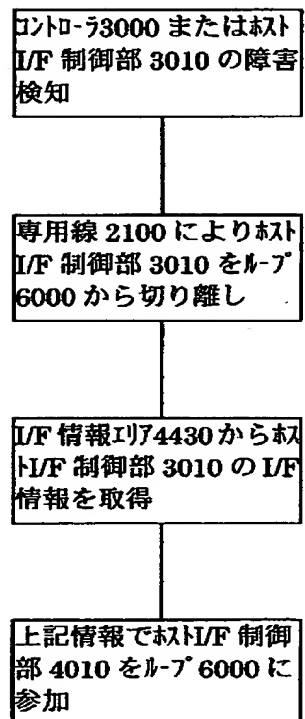 ｺﾝﾄﾛｰﾗ3000 またはﾎｽﾄ
I/F 制御部 3010 の障害
検知
専用線 2100 によりﾎｽﾄ
I/F 制御部 3010 をﾙｰﾌﾟ
6000 から切り離し
I/F 情報ｴﾘｱ4430 からﾎｽ
ﾄI/F 制御部 3010 の I/F
情報を取得
上記情報でﾎｽﾄI/F 制御
部 4010 をﾙｰﾌﾟ 6000 に
参加